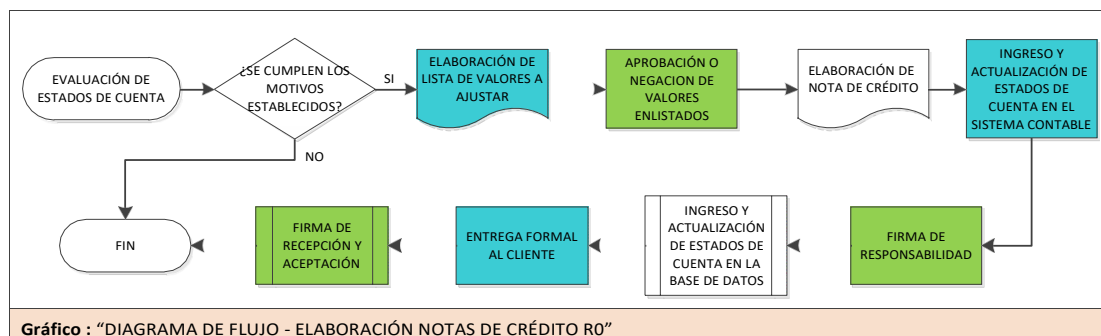 EVALUACIÓN DE
ESTADOS DE CUENTA
¿SE CUMPLEN LOS
MOTIVOS
ESTABLECIDOS?
SI
NO
ELABORACIÓN DE
LISTA DE VALORES A
AJUSTAR
APROBACIÓN O
NEGACION DE
VALORES
ENLISTADOS
ELABORACIÓN DE
NOTA DE CRÉDITO
INGRESO Y
ACTUALIZACIÓN DE
ESTADOS DE
CUENTA EN EL
SISTEMA CONTABLE
FIN
FIRMA DE
RECEPCIÓN Y
ACEPTACIÓN
ENTREGA FORMAL
AL CLIENTE
INGRESO Y
ACTUALIZACIÓN
DE ESTADOS DE
CUENTA EN LA
BASE DE DATOS
FIRMA DE
RESPONSABILIDAD
Gráfico : “DIAGRAMA DE FLUJO - ELABORACIÓN NOTAS DE CRÉDITO R0”